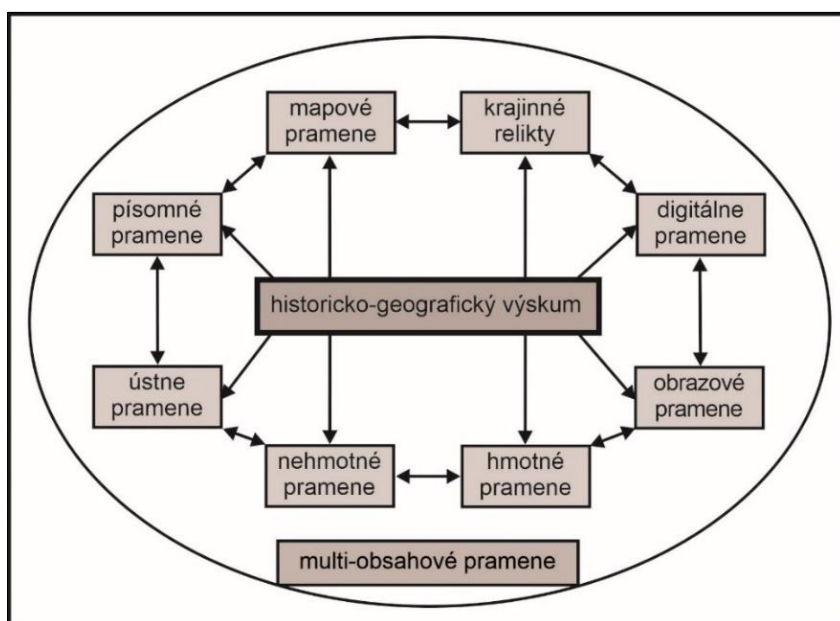 mapové
pramene
krajinné
relikty
písomné
pramene
digitálne
pramene
historicko-geografický výskum
ústne
pramene
obrazové
pramene
nehmotné
pramene
hmotné
pramene
multi-obsahové pramene